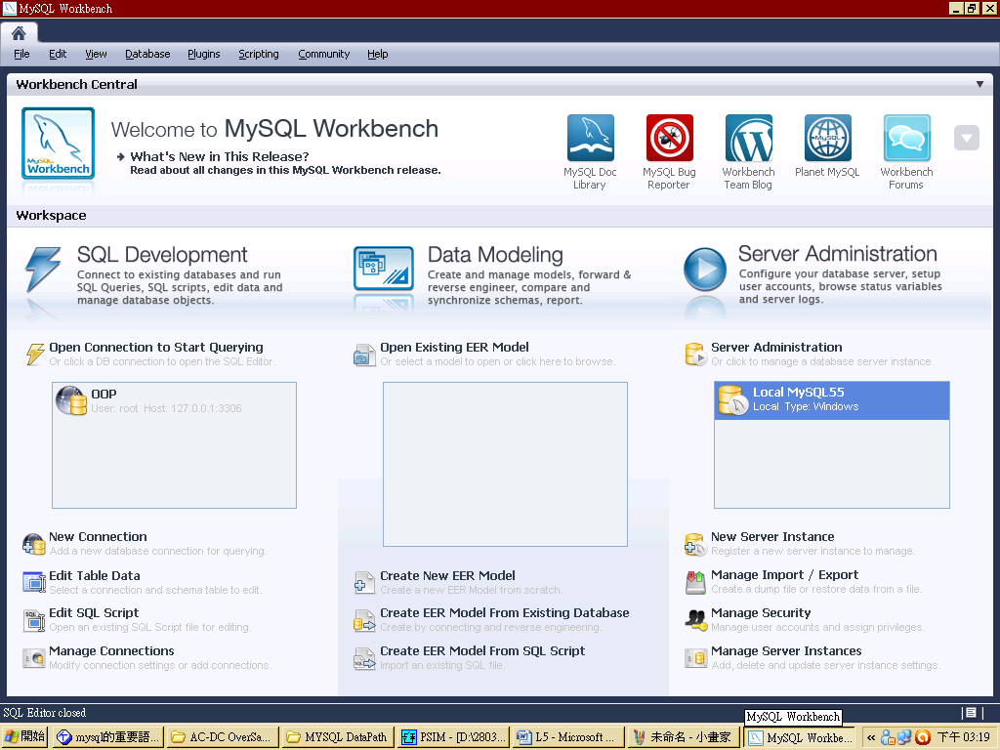 MySQL Workbench
File Edit View Database Plugins Scripting Community Help
Workbench Central
MySQL
Workbench
Welcome to MySQL Workbench
What's New in This Release?
Read about all changes in this MySQL Workbench release.
MySQL Doc
Library
MySQL Bug
Reporter
Workbench
Team Blog
MySQL
Planet MySQL
Workbench
Forums
Workspace
SQL Development
Connect to existing databases and run
SQL Queries, SQL scripts, edit data and
manage database objects.
Data Modeling
Create and manage models, forward &
reverse engineer, compare and
synchronize schemas, report.
Server Administration
Configure your database server, setup
user accounts, browse status variables
and server logs.
Open Connection to Start Querying
Or click a DB connection to open the SQL Editor.
OOP
User: root Host: 127.0.0.1:3306
New Connection
Add a new database connection for querying.
Edit Table Data
Select a connection and schema table to edit.
Edit SQL Script
Open an existing SQL Script file for editing.
Manage Connections
Modify connection settings or add connections.
Open Existing EER Model
Or select a model to open or click here to browse.
Create New EER Model
Create a new EER Model from scratch.
Create EER Model From Existing Database
Create by connecting and reverse engineering.
Create EER Model From SQL Script
Import an existing SQL file.
Server Administration
Or click to manage a database server instance.
Local MySQL55
Local Type: Windows
New Server Instance
Register a new server instance to manage.
Manage Import / Export
Create a dump file or restore data from a file.
Manage Security
Manage user accounts and assign privileges.
Manage Server Instances
Add, delete and update server instance settings.
SQL Editor closed
MySQL Workbench
開始 mysql的重要語... AC-DC OverSa... MYSQL DataPath PSIM - [D:\2803... L5 - Microsoft ... 未命名 - 小畫家 MySQL Workbe... « 下午 03:19